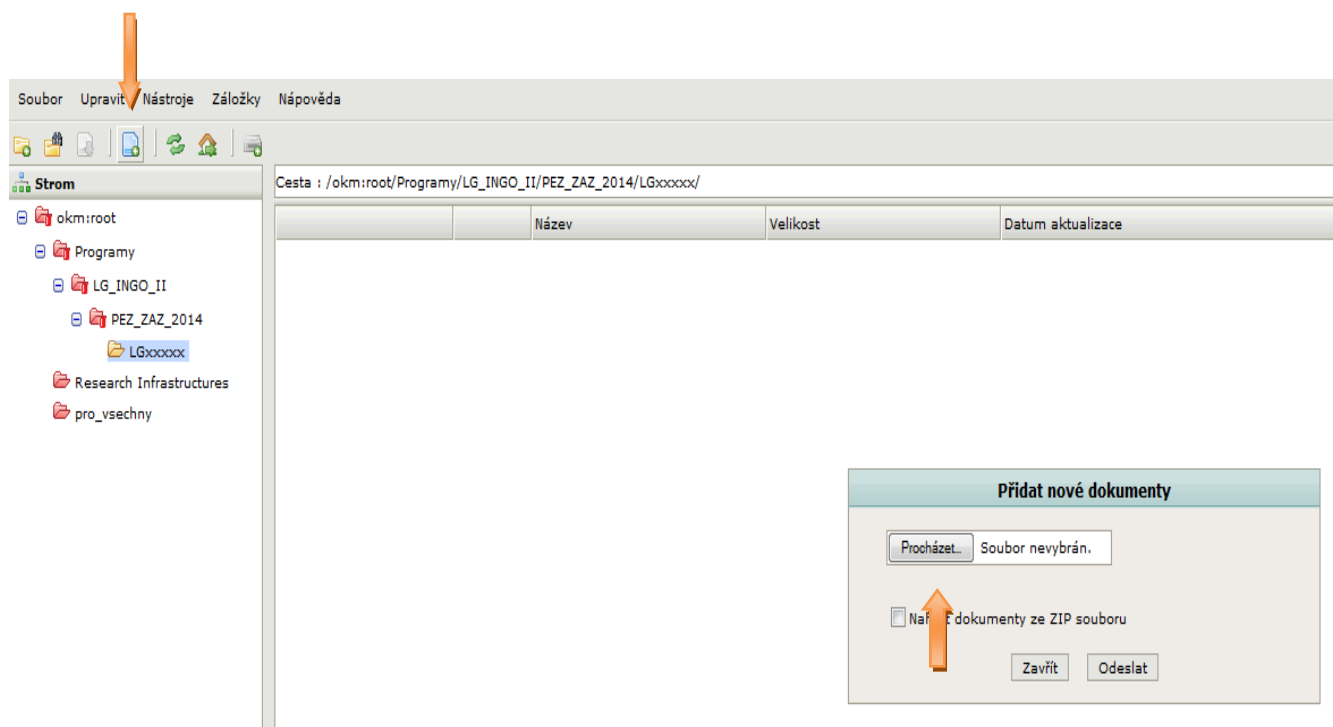 Soubor Upravit Nástroje Záložky Nápověda
Strom
Cesta : /okm:root/Programy/LG_INGO_II/PEZ_ZAZ_2014/LGxxxxx/
okm:root
Název Velikost Datum aktualizace
Programy
LG_INGO_II
PEZ_ZAZ_2014
LGxxxxx
Research Infrastructures
pro_vsechny
Přidat nové dokumenty
Procházet... Soubor nevybrán.
dokumenty ze ZIP souboru
Zavřít Odeslat